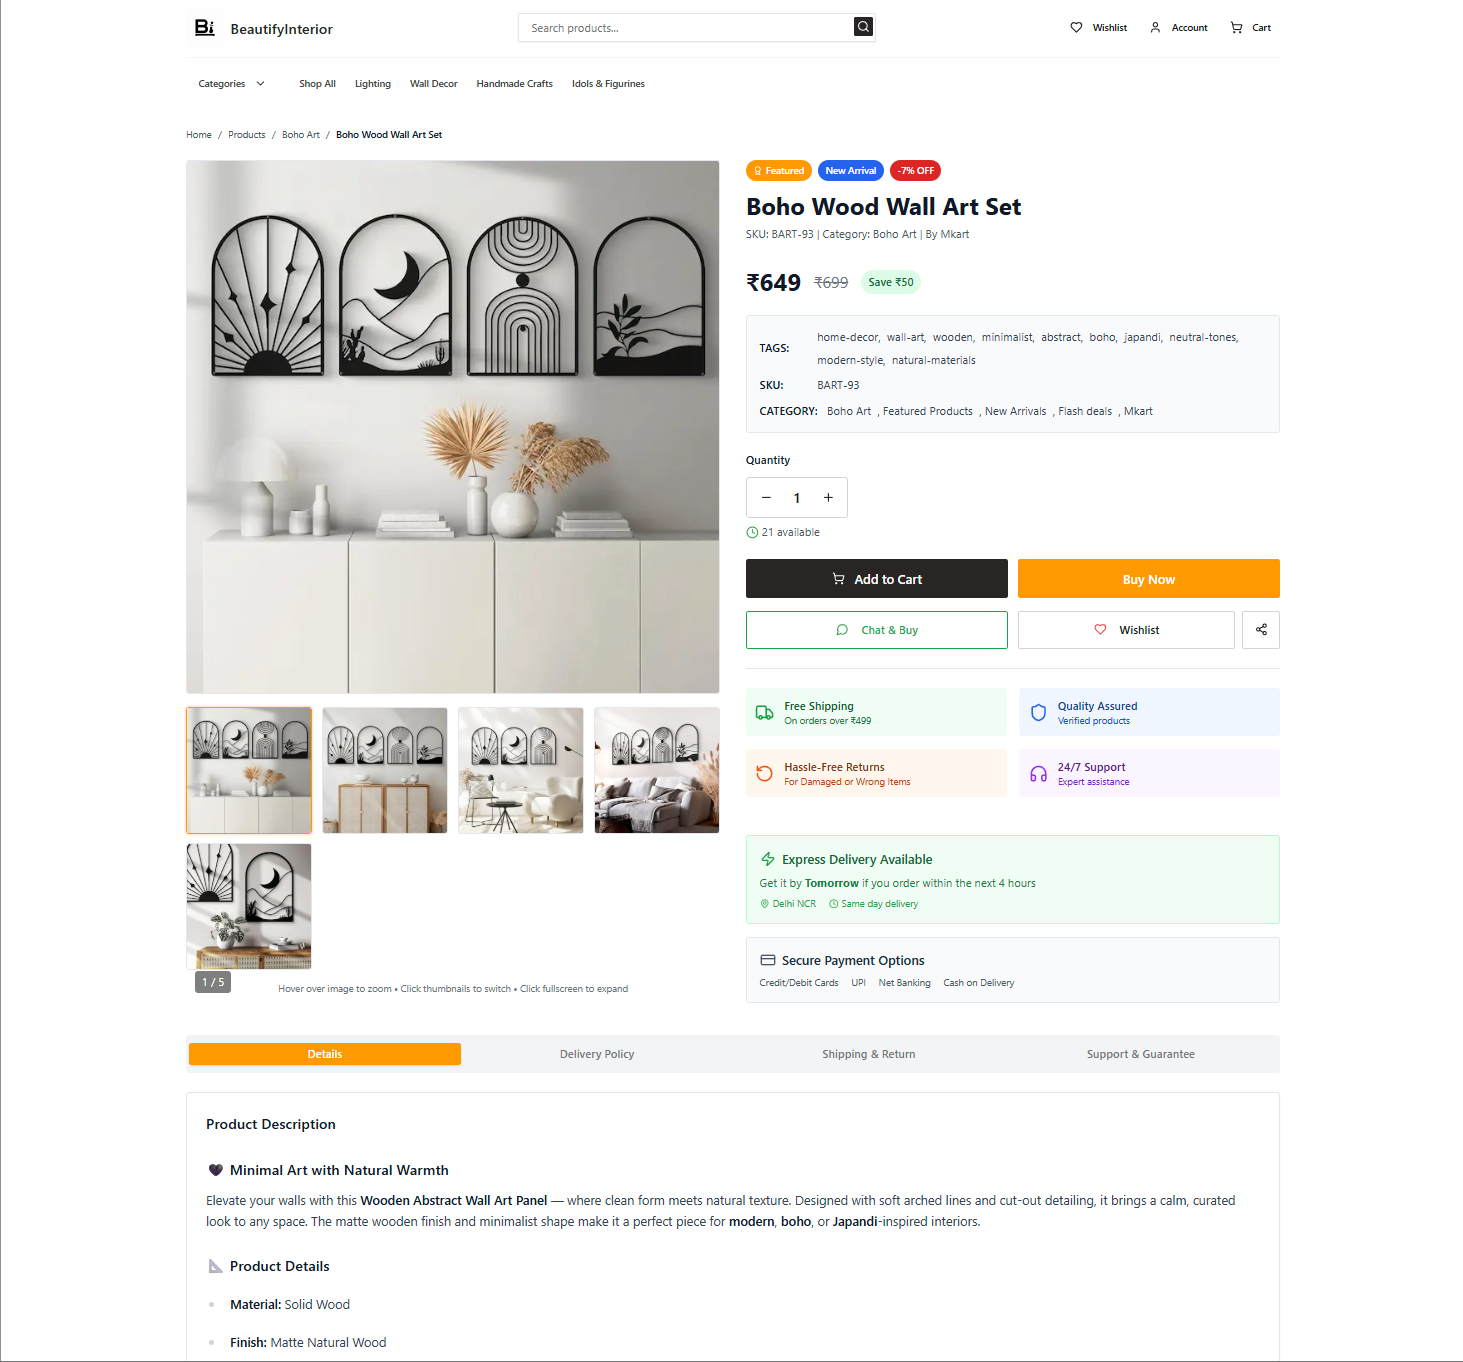 Bi BeautifyInterior
Search products...
Wishlist Account Cart
Categories Shop All Lighting Wall Decor Handmade Crafts Idols & Figurines
Home / Products / Boho Art / Boho Wood Wall Art Set
Featured New Arrival -7% OFF
Boho Wood Wall Art Set
SKU: BART-93 | Category: Boho Art | By Mkart
₹649 ₹699 Save ₹50
TAGS: home-decor, wall-art, wooden, minimalist, abstract, boho, japandi, neutral-tones,
modern-style, natural-materials
SKU: BART-93
CATEGORY: Boho Art , Featured Products , New Arrivals , Flash deals , Mkart
Quantity
− 1 +
21 available
Add to Cart Buy Now
Chat & Buy Wishlist
Free Shipping
On orders over ₹499
Quality Assured
Verified products
Hassle-Free Returns
For Damaged or Wrong Items
24/7 Support
Expert assistance
Express Delivery Available
Get it by Tomorrow if you order within the next 4 hours
Delhi NCR Same day delivery
Secure Payment Options
Credit/Debit Cards UPI Net Banking Cash on Delivery
1 / 5
Hover over image to zoom • Click thumbnails to switch • Click fullscreen to expand
Details Delivery Policy Shipping & Return Support & Guarantee
Product Description
🖤 Minimal Art with Natural Warmth
Elevate your walls with this Wooden Abstract Wall Art Panel — where clean form meets natural texture. Designed with soft arched lines and cut-out detailing, it brings a calm, curated
look to any space. The matte wooden finish and minimalist shape make it a perfect piece for modern, boho, or Japandi-inspired interiors.
📐 Product Details
Material: Solid Wood
Finish: Matte Natural Wood